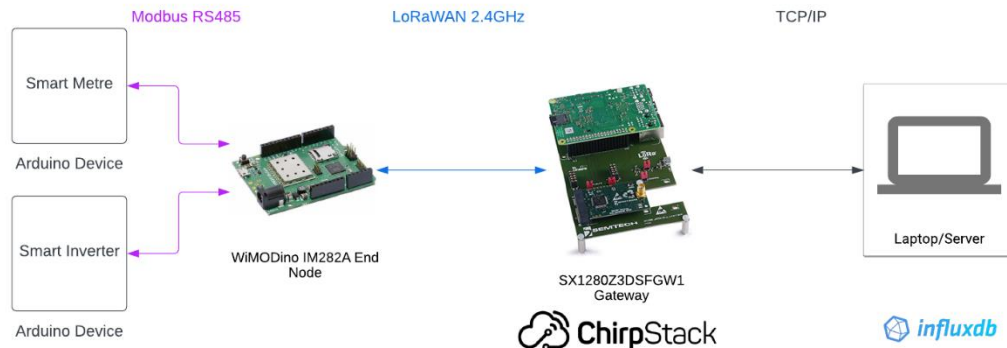 Modbus RS485
LoRaWAN 2.4GHz
TCP/IP
Smart Metre
Arduino Device
Smart Inverter
Arduino Device
WiMODino IM282A End
Node
SEMTECH
SX1280Z3DSFGW1
Gateway
ChirpStack
Laptop/Server
influxdb